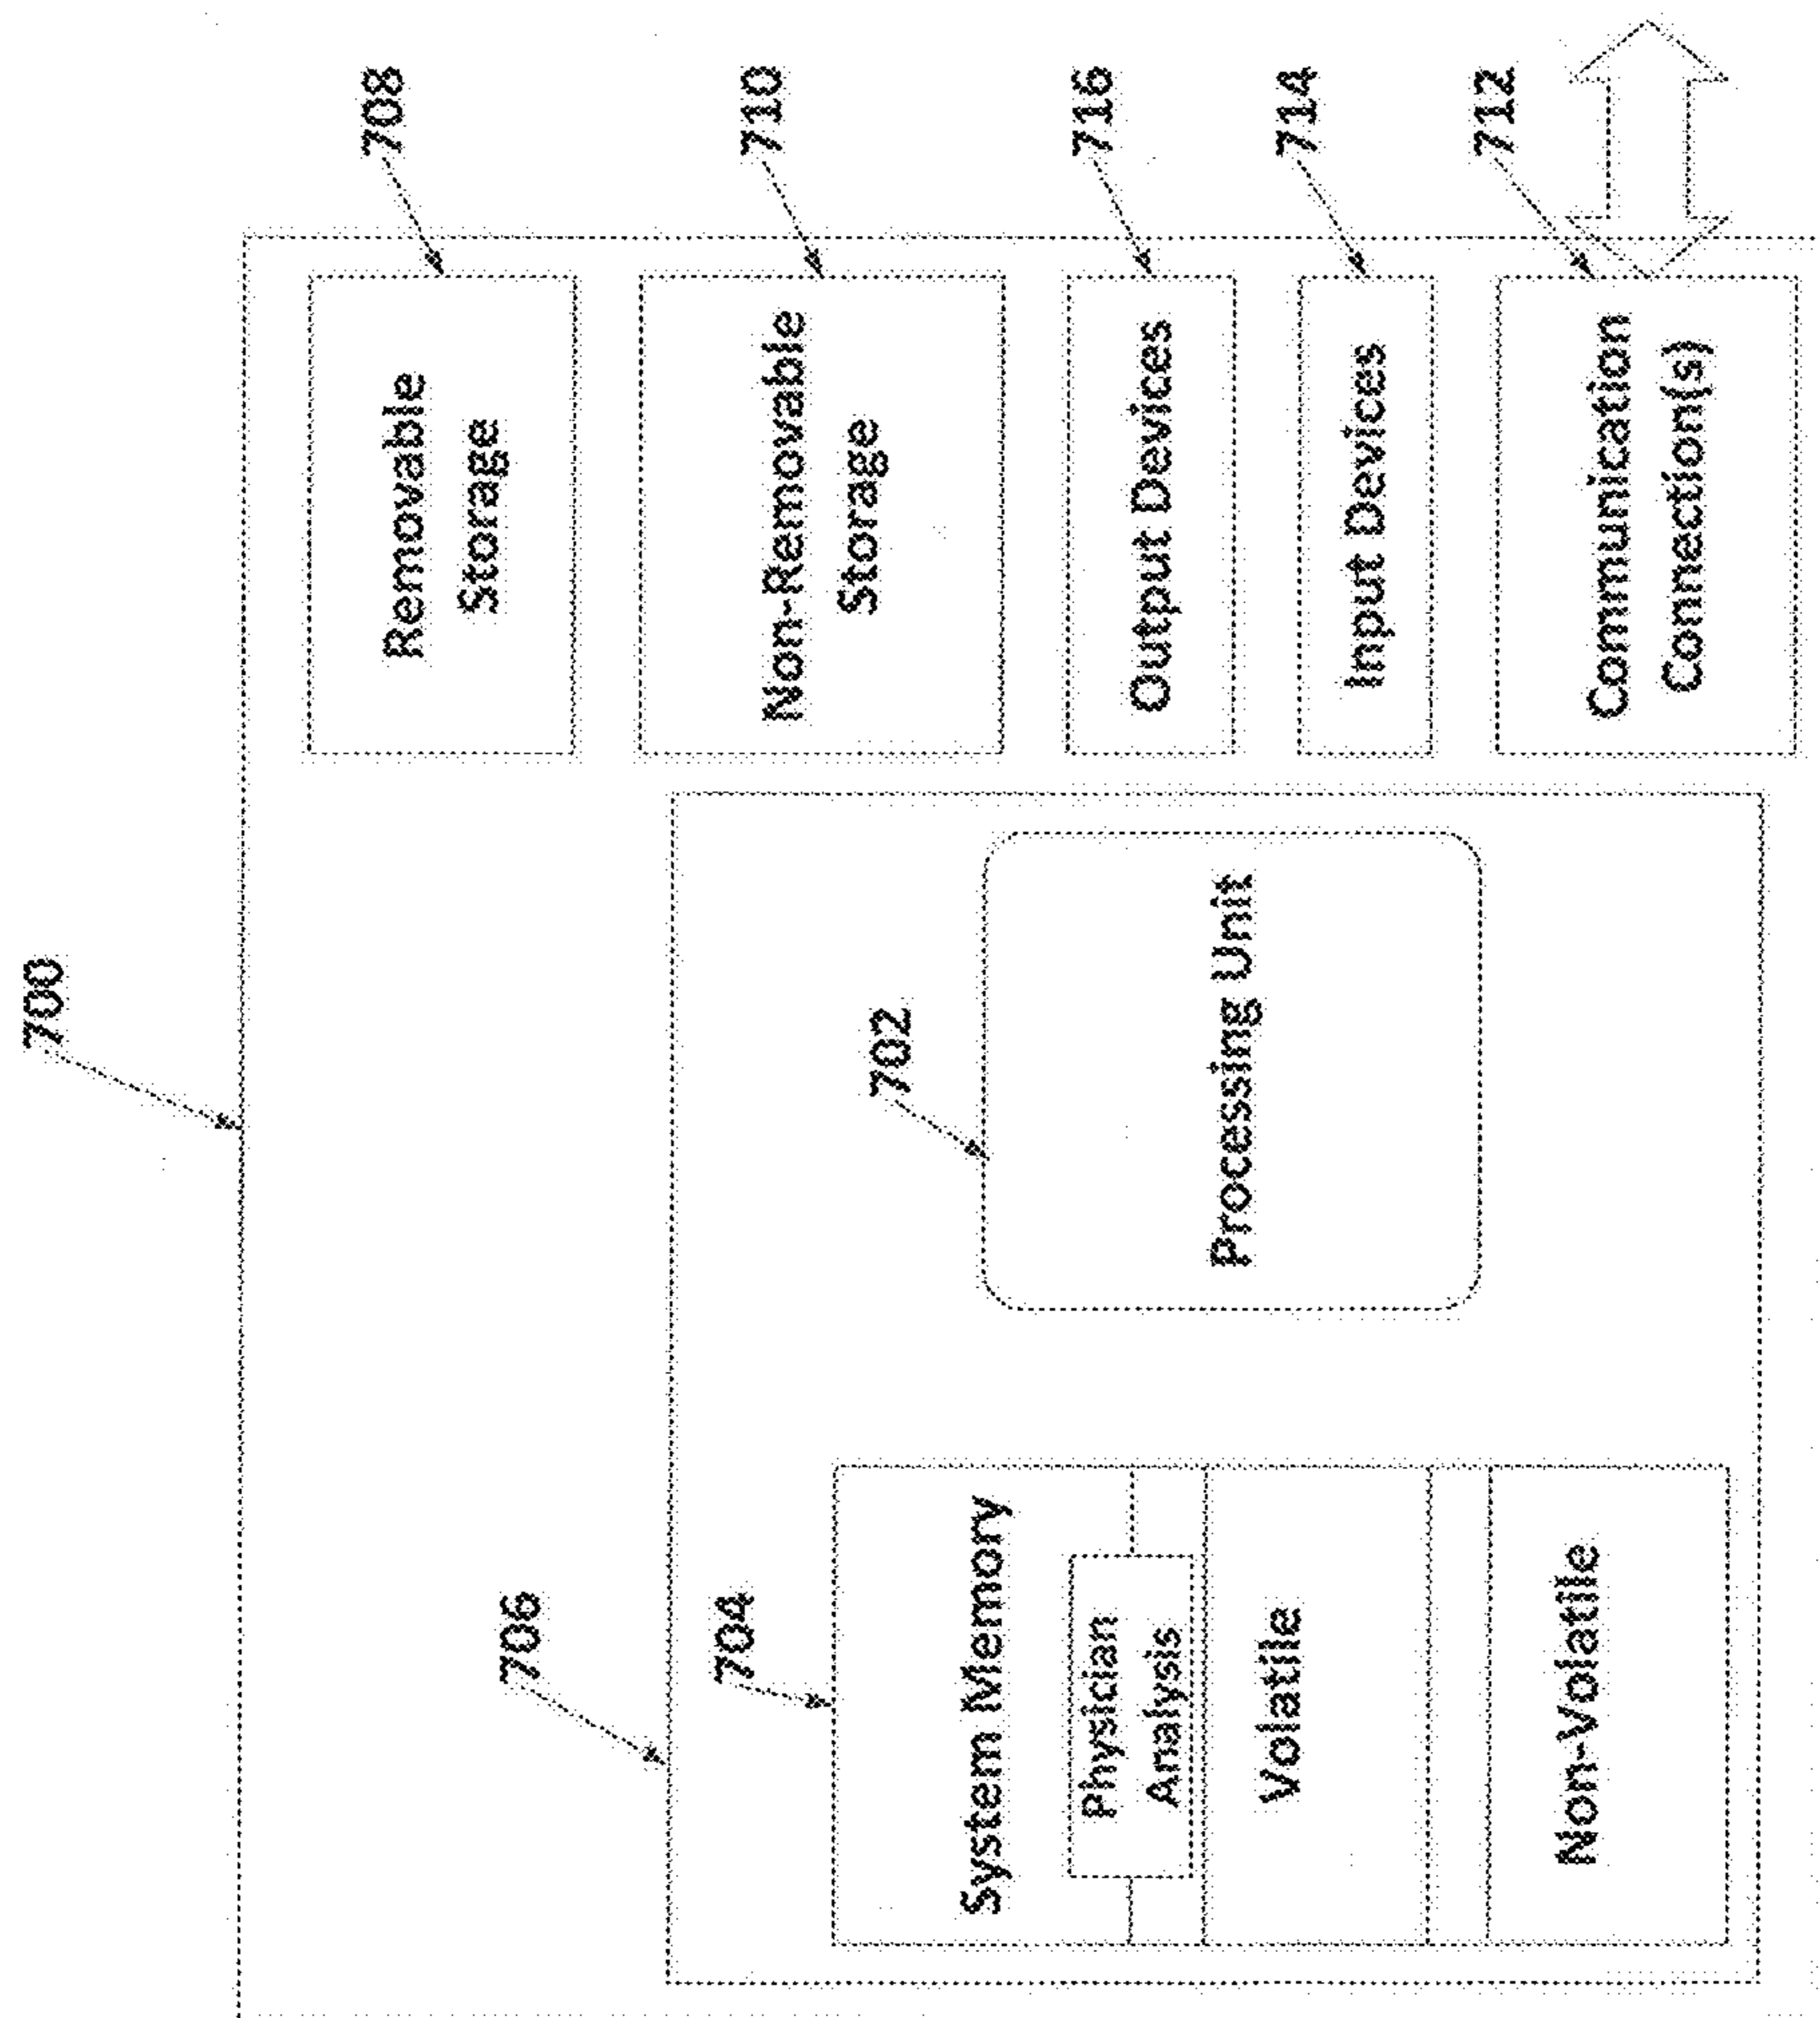 700
708
Removable
Storage
710
Non-Removable
Storage
716
Output Devices
714
Input Devices
712
Communication
Connection(s)
706
704
System Memory
Physician
Analysis
Volatile
Non-Volatile
702
Processing Unit